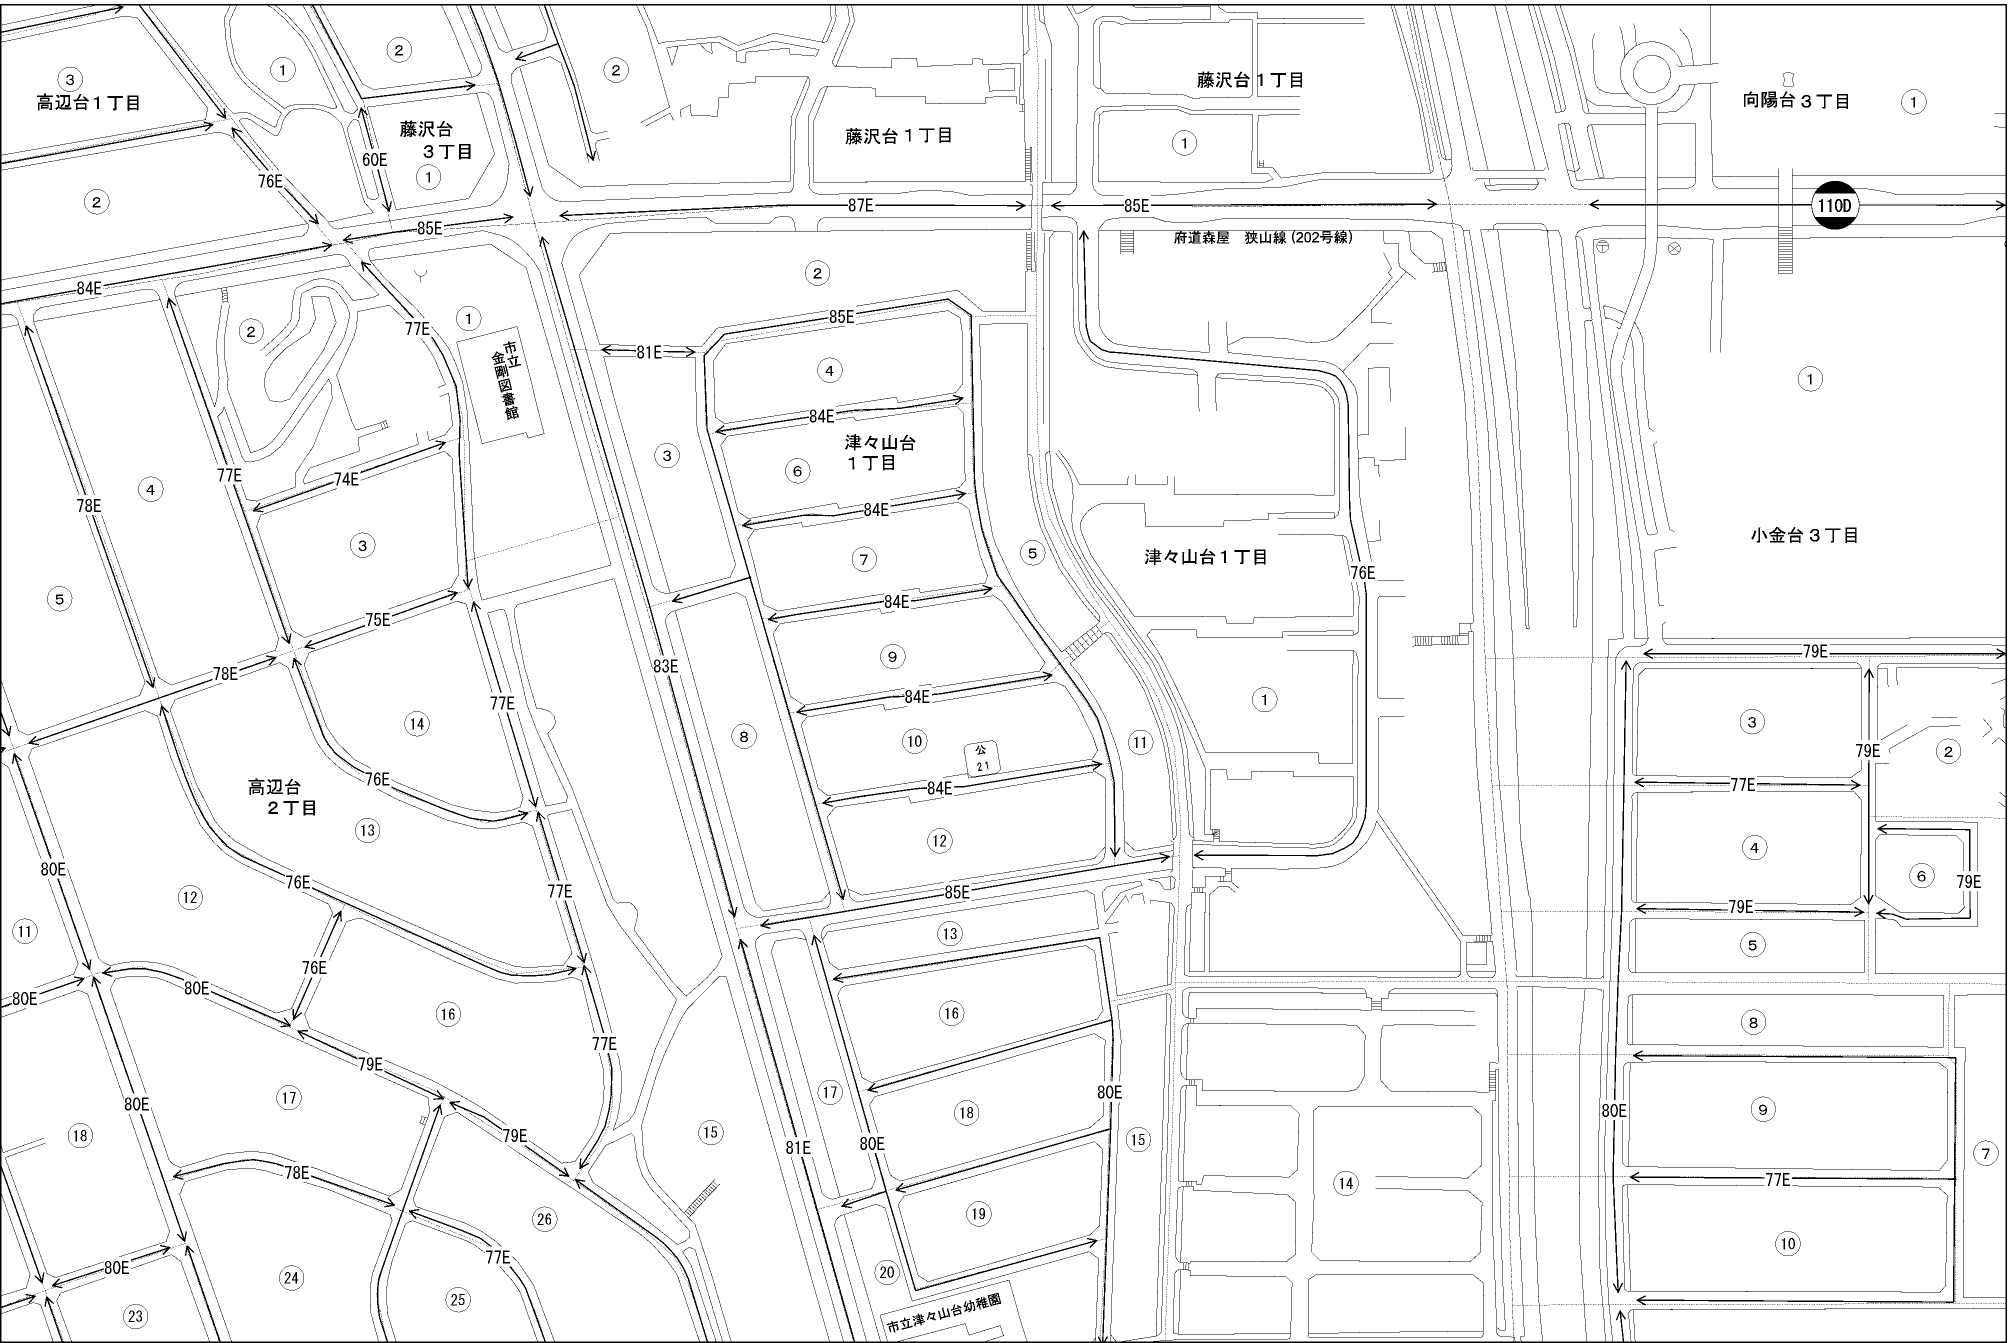 ②
②
藤沢台1丁目
①
③
高辺台1丁目
向陽台3丁目
①
藤沢台
3丁目
藤沢台1丁目
①
60E
①
76E
②
87E
85E
110D
85E
府道森屋　狭山線(202号線)
②
84E
85E
②
77E
①
81E
市立
金剛図書館
④
①
84E
津々山台
1丁目
③
⑥
77E
74E
④
78E
84E
小金台3丁目
③
⑦
⑤
津々山台1丁目
76E
⑤
84E
75E
79E
78E
83E
⑨
77E
84E
①
⑭
⑧
⑩
公
21
⑪
③
79E
②
76E
84E
77E
高辺台
2丁目
⑬
⑫
④
80E
76E
77E
85E
⑥
79E
⑫
79E
⑪
⑬
⑤
76E
80E
80E
⑯
⑯
⑧
77E
79E
80E
⑰
⑰
80E
⑱
80E
⑨
⑱
79E
⑮
81E
80E
⑮
⑦
78E
77E
⑭
㉖
⑲
77E
⑩
80E
㉔
⑳
㉓
㉕
市立津々山台幼稚園